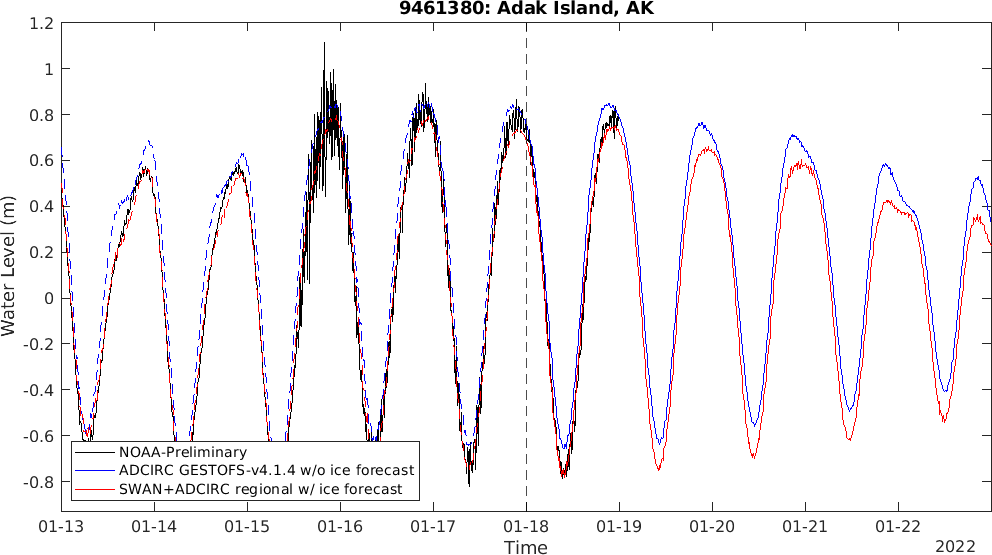 9461380: Adak Island, AK
1.2
1
0.8
0.6
0.4
0.2
0
-0.2
-0.4
-0.6
-0.8
Water Level (m)
NOAA-Preliminary
ADCIRC GESTOFS-v4.1.4 w/o ice forecast
SWAN+ADCIRC regional w/ ice forecast
01-13 01-14 01-15 01-16 01-17 01-18 01-19 01-20 01-21 01-22
Time
2022